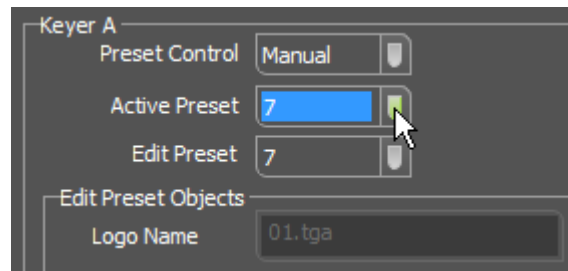 Keyer A
Preset Control Manual
Active Preset 7
Edit Preset 7
Edit Preset Objects
Logo Name 01.tga